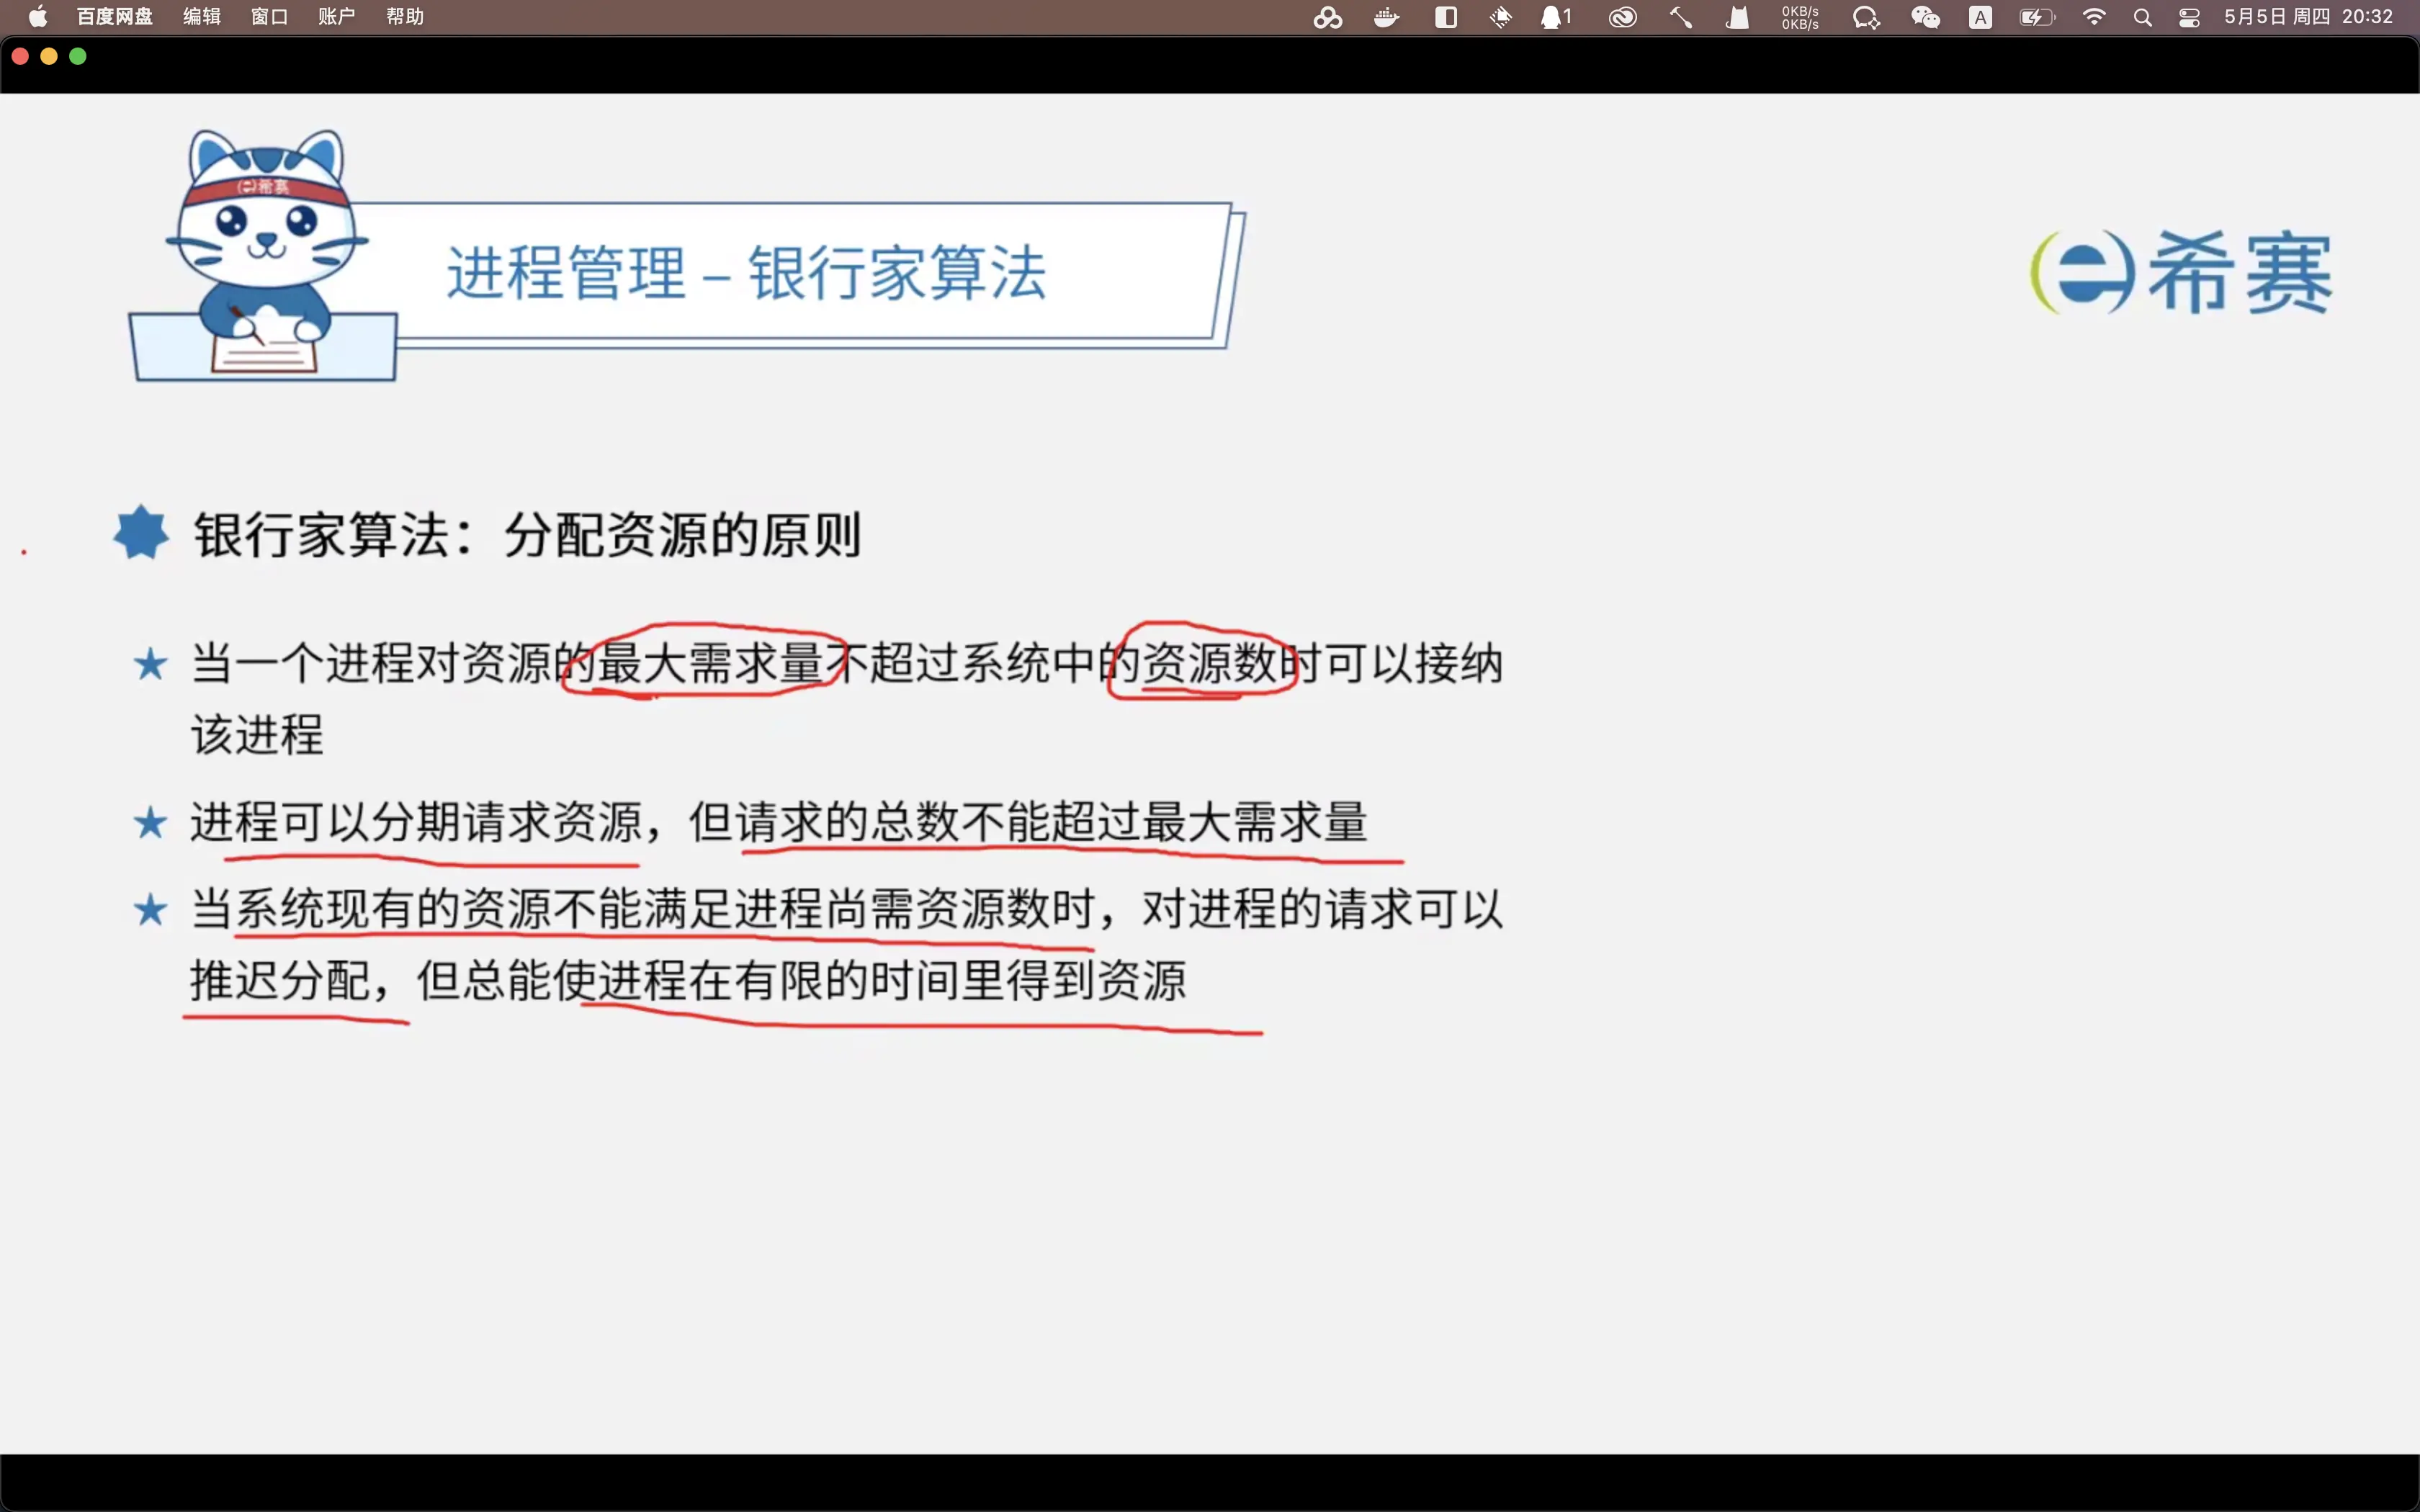 百度网盘 编辑 窗口 账户 帮助 1 0KB/s A 5月5日 周四 20:32
0KB/s
希赛
进程管理 – 银行家算法
希赛
银行家算法：分配资源的原则
当一个进程对资源的最大需求量不超过系统中的资源数时可以接纳
该进程
进程可以分期请求资源，但请求的总数不能超过最大需求量
当系统现有的资源不能满足进程尚需资源数时，对进程的请求可以
推迟分配，但总能使进程在有限的时间里得到资源